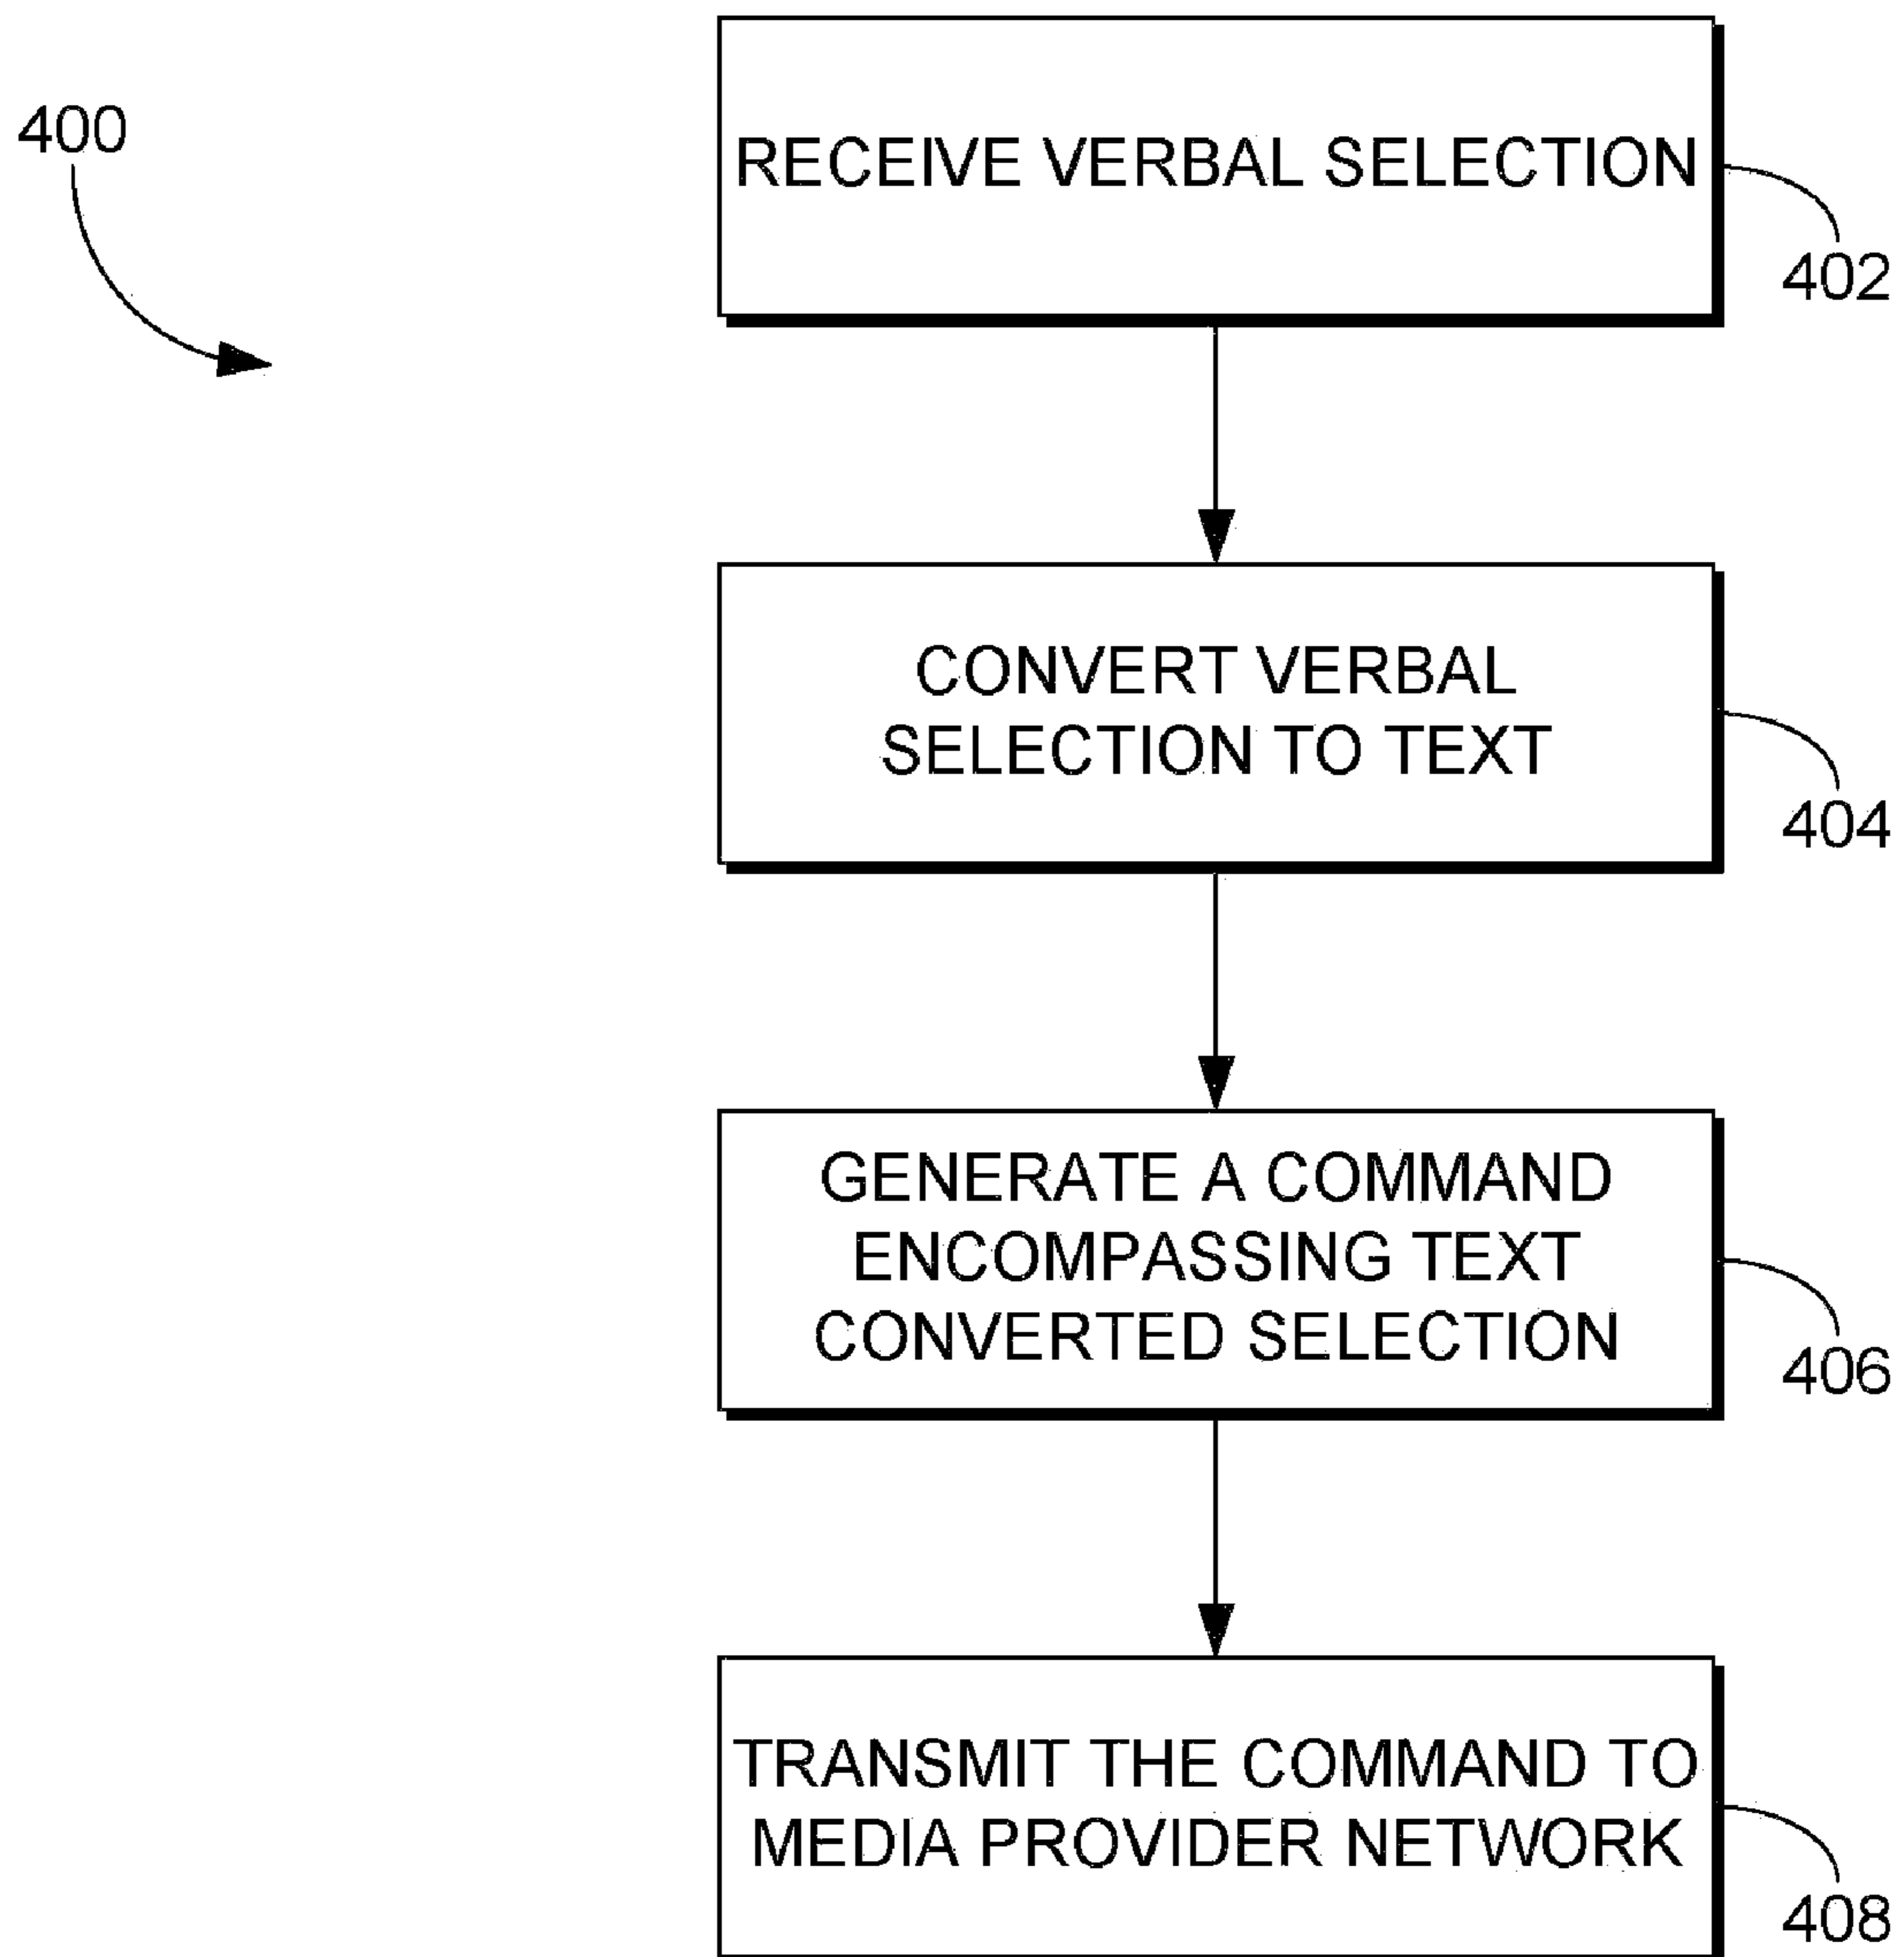 400
RECEIVE VERBAL SELECTION
402
CONVERT VERBAL
SELECTION TO TEXT
404
GENERATE A COMMAND
ENCOMPASSING TEXT
CONVERTED SELECTION
406
TRANSMIT THE COMMAND TO
MEDIA PROVIDER NETWORK
408